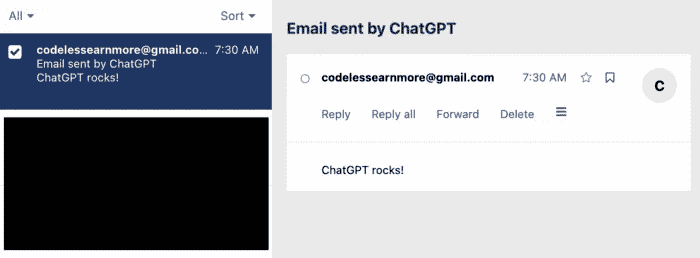 All
Sort
codelessearnmore@gmail.co... 7:30 AM
Email sent by ChatGPT
ChatGPT rocks!
Email sent by ChatGPT
codelessearnmore@gmail.com 7:30 AM
C
Reply Reply all Forward Delete
ChatGPT rocks!